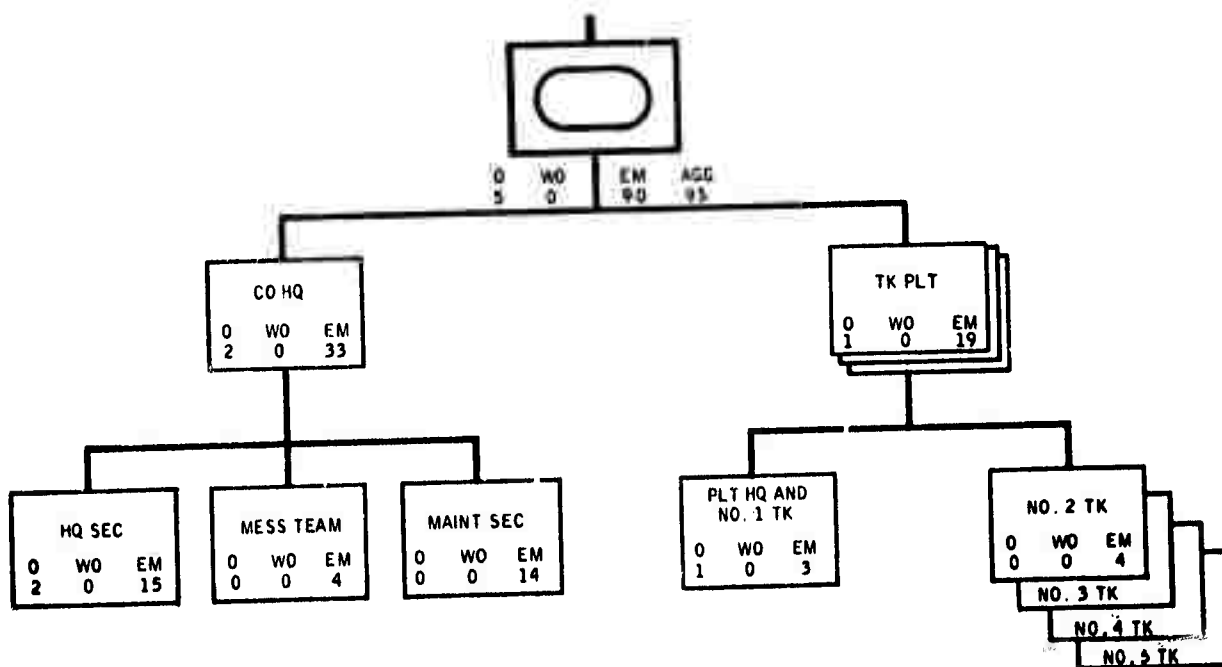 O WO EM AGG
5 0 90 95
CO HQ
O WO EM
2 0 33
TK PLT
O WO EM
1 0 19
HQ SEC
O WO EM
2 0 15
MESS TEAM
O WO EM
0 0 4
MAINT SEC
O WO EM
0 0 14
PLT HQ AND
NO. 1 TK
O WO EM
1 0 3
NO. 2 TK
O WO EM
0 0 4
NO. 3 TK
NO. 4 TK
NO. 5 TK